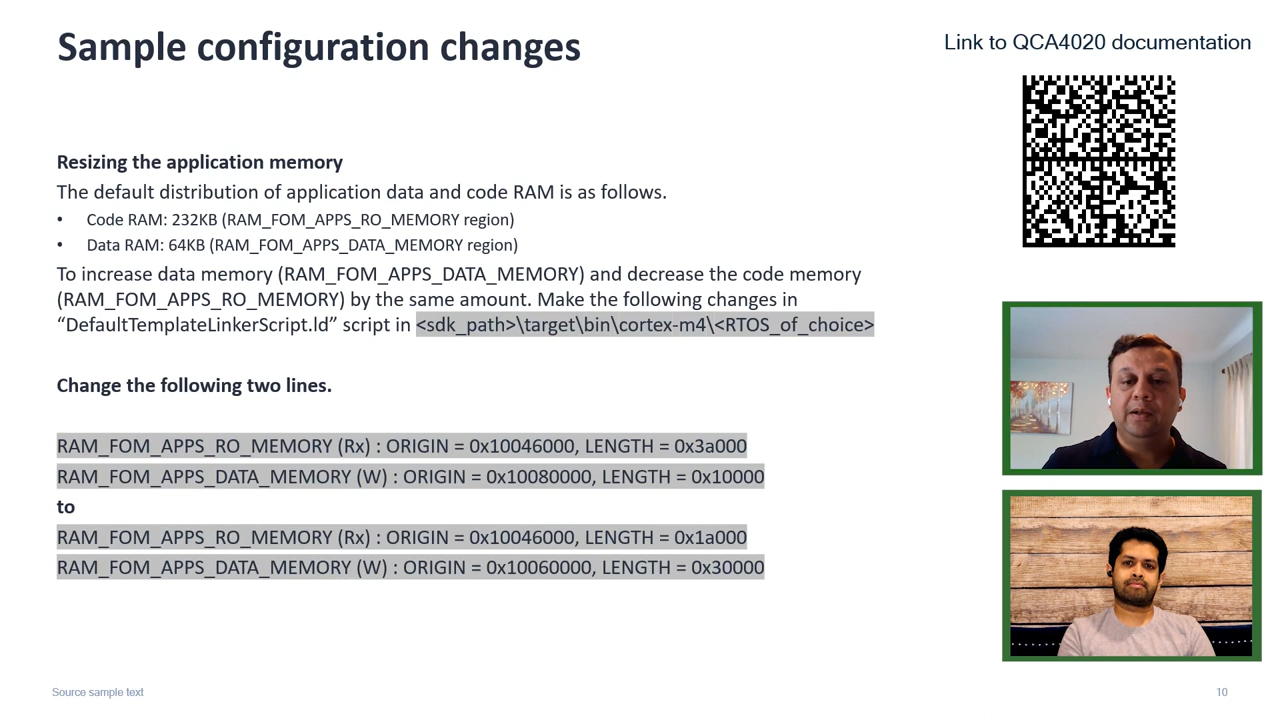 Sample configuration changes
Link to QCA4020 documentation
Resizing the application memory
The default distribution of application data and code RAM is as follows.
• Code RAM: 232KB (RAM_FOM_APPS_RO_MEMORY region)
• Data RAM: 64KB (RAM_FOM_APPS_DATA_MEMORY region)
To increase data memory (RAM_FOM_APPS_DATA_MEMORY) and decrease the code memory
(RAM_FOM_APPS_RO_MEMORY) by the same amount. Make the following changes in
“DefaultTemplateLinkerScript.ld” script in <sdk_path>\target\bin\cortex-m4\<RTOS_of_choice>
Change the following two lines.
RAM_FOM_APPS_RO_MEMORY (Rx) : ORIGIN = 0x10046000, LENGTH = 0x3a000
RAM_FOM_APPS_DATA_MEMORY (W) : ORIGIN = 0x10080000, LENGTH = 0x10000
to
RAM_FOM_APPS_RO_MEMORY (Rx) : ORIGIN = 0x10046000, LENGTH = 0x1a000
RAM_FOM_APPS_DATA_MEMORY (W) : ORIGIN = 0x10060000, LENGTH = 0x30000
Source sample text
10